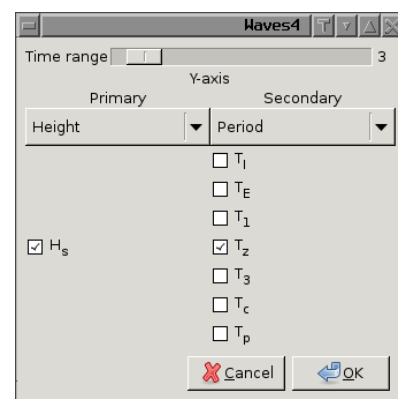 Waves4
Time range 3
Y-axis
Primary Secondary
Height Period
T_I
T_E
T_1
H_s T_z
T_3
T_c
T_p
Cancel OK